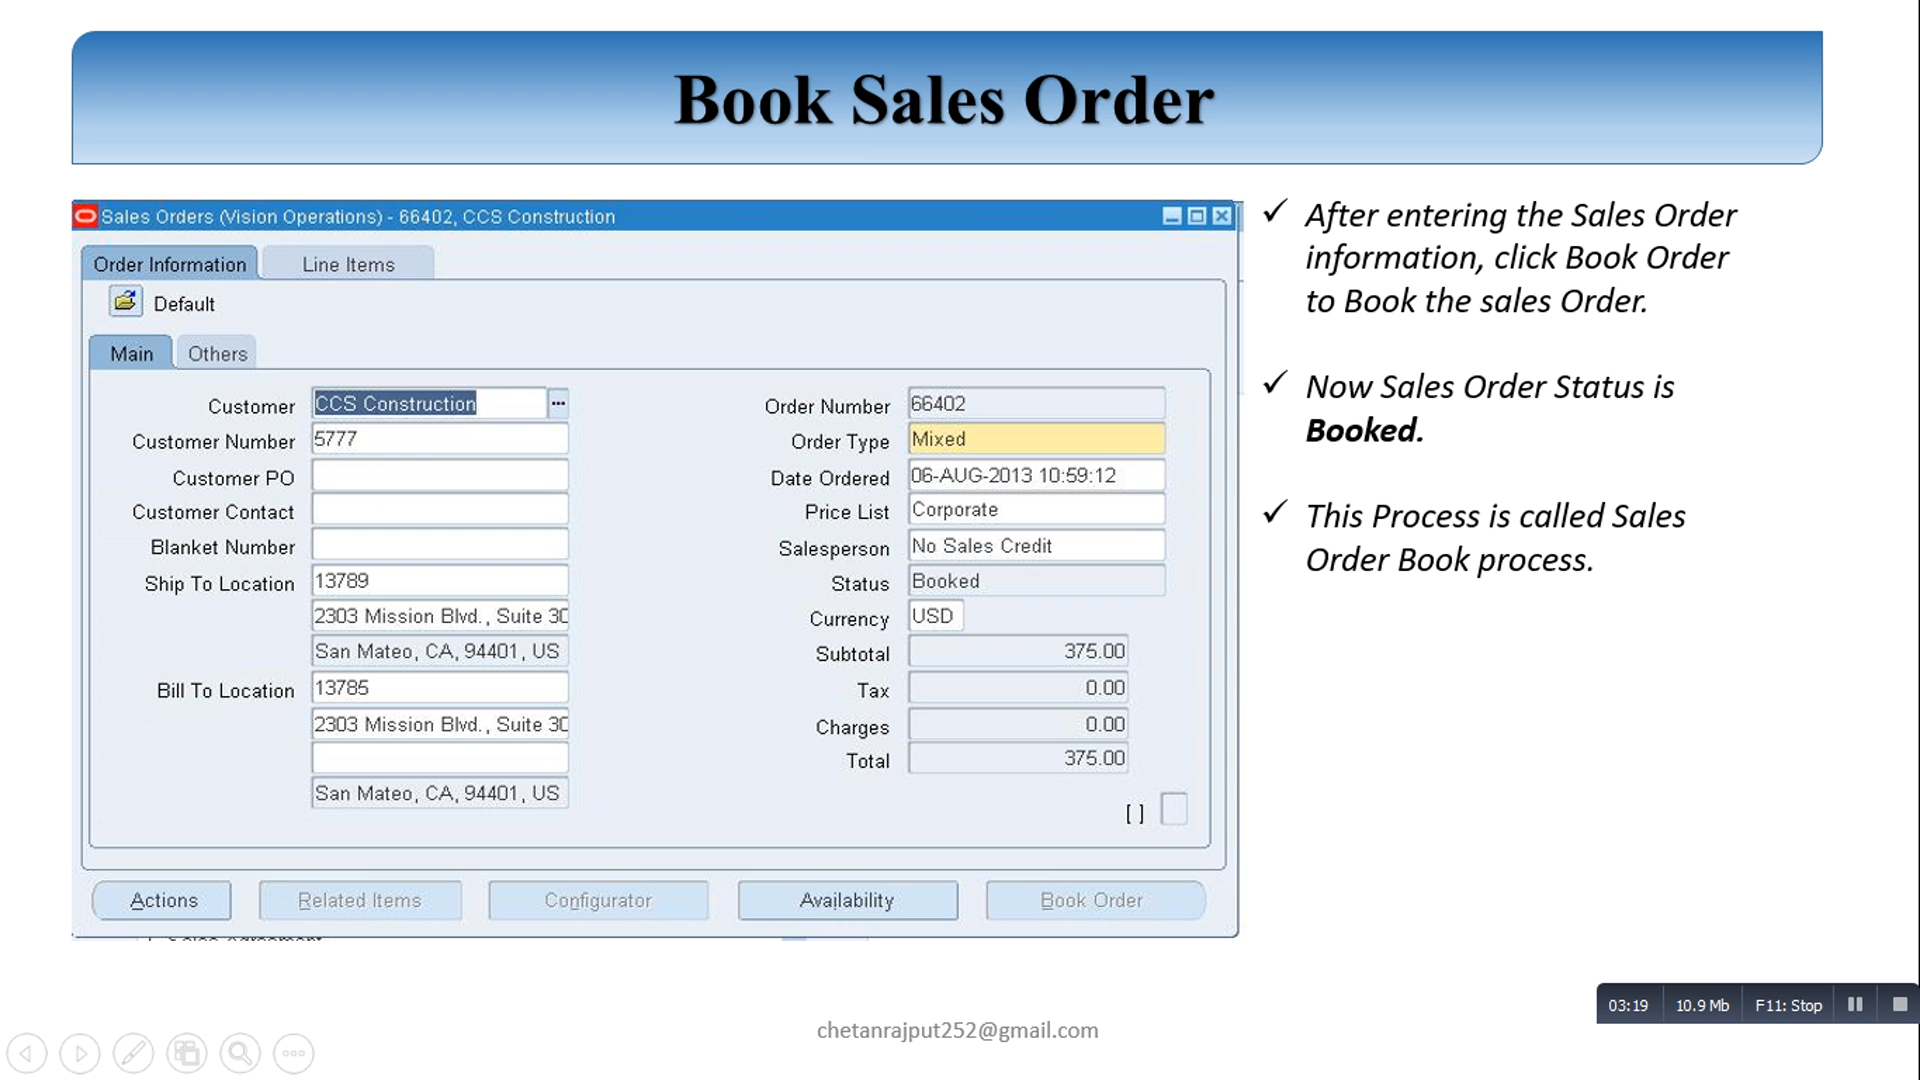 Book Sales Order
Sales Orders (Vision Operations) - 66402, CCS Construction
Order Information
Line Items
Default
Main
Others
Customer CCS Construction
Customer Number 5777
Customer PO
Customer Contact
Blanket Number
Ship To Location 13789
2303 Mission Blvd., Suite 30
San Mateo, CA, 94401, US
Bill To Location 13785
2303 Mission Blvd., Suite 30
San Mateo, CA, 94401, US
Order Number 66402
Order Type Mixed
Date Ordered 06-AUG-2013 10:59:12
Price List Corporate
Salesperson No Sales Credit
Status Booked
Currency USD
Subtotal 375.00
Tax 0.00
Charges 0.00
Total 375.00
[ ]
Actions
Related Items
Configurator
Availability
Book Order
✓ After entering the Sales Order
information, click Book Order
to Book the sales Order.
✓ Now Sales Order Status is
Booked.
✓ This Process is called Sales
Order Book process.
03:19 10.9 Mb F11: Stop
chetanrajput252@gmail.com